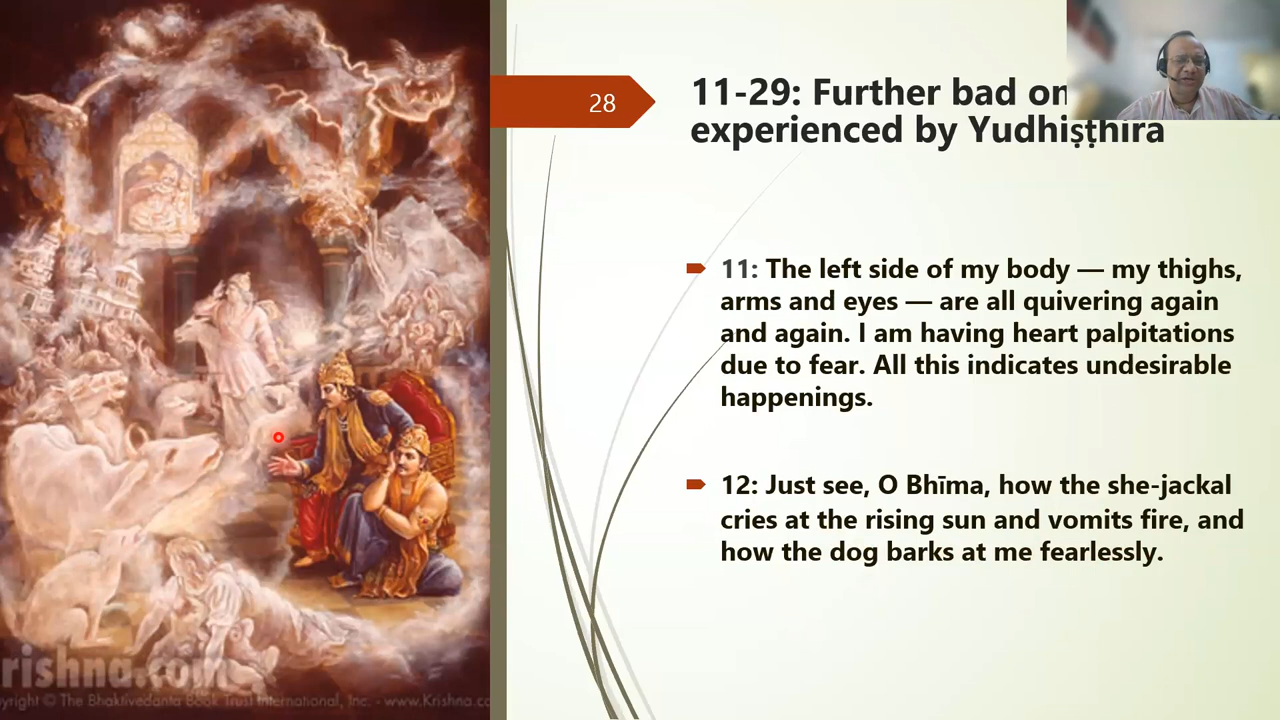 28
11-29: Further bad
experienced by Yudhiṣṭhira
11: The left side of my body — my thighs,
arms and eyes — are all quivering again
and again. I am having heart palpitations
due to fear. All this indicates undesirable
happenings.
12: Just see, O Bhīma, how the she-jackal
cries at the rising sun and vomits fire, and
how the dog barks at me fearlessly.
rishna.com
yright © The Bhaktivedanta Book Trust International, Inc. - www.Krishna.co